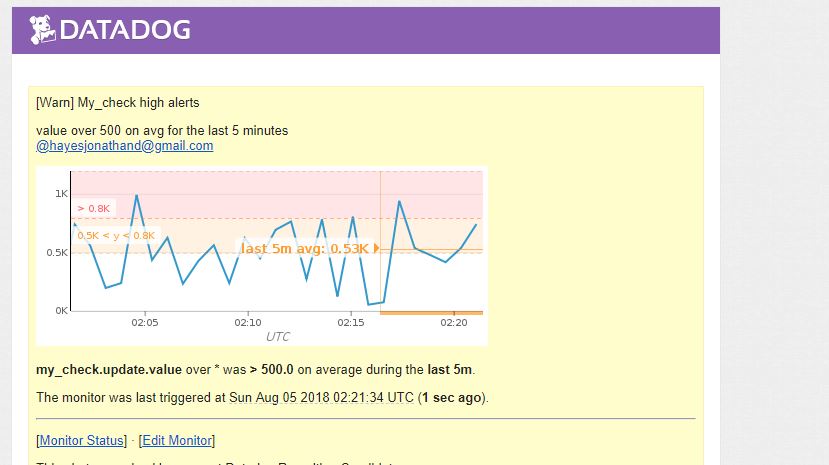 DATADOG
[Warn] My_check high alerts
value over 500 on avg for the last 5 minutes
@hayesjonathand@gmail.com
1K
> 0.8K
0.5K < y < 0.8K
last 5m avg: 0.53K
0.5K
0K
02:05 02:10 02:15 02:20
UTC
my_check.update.value over * was > 500.0 on average during the last 5m.
The monitor was last triggered at Sun Aug 05 2018 02:21:34 UTC (1 sec ago).
[Monitor Status] · [Edit Monitor]